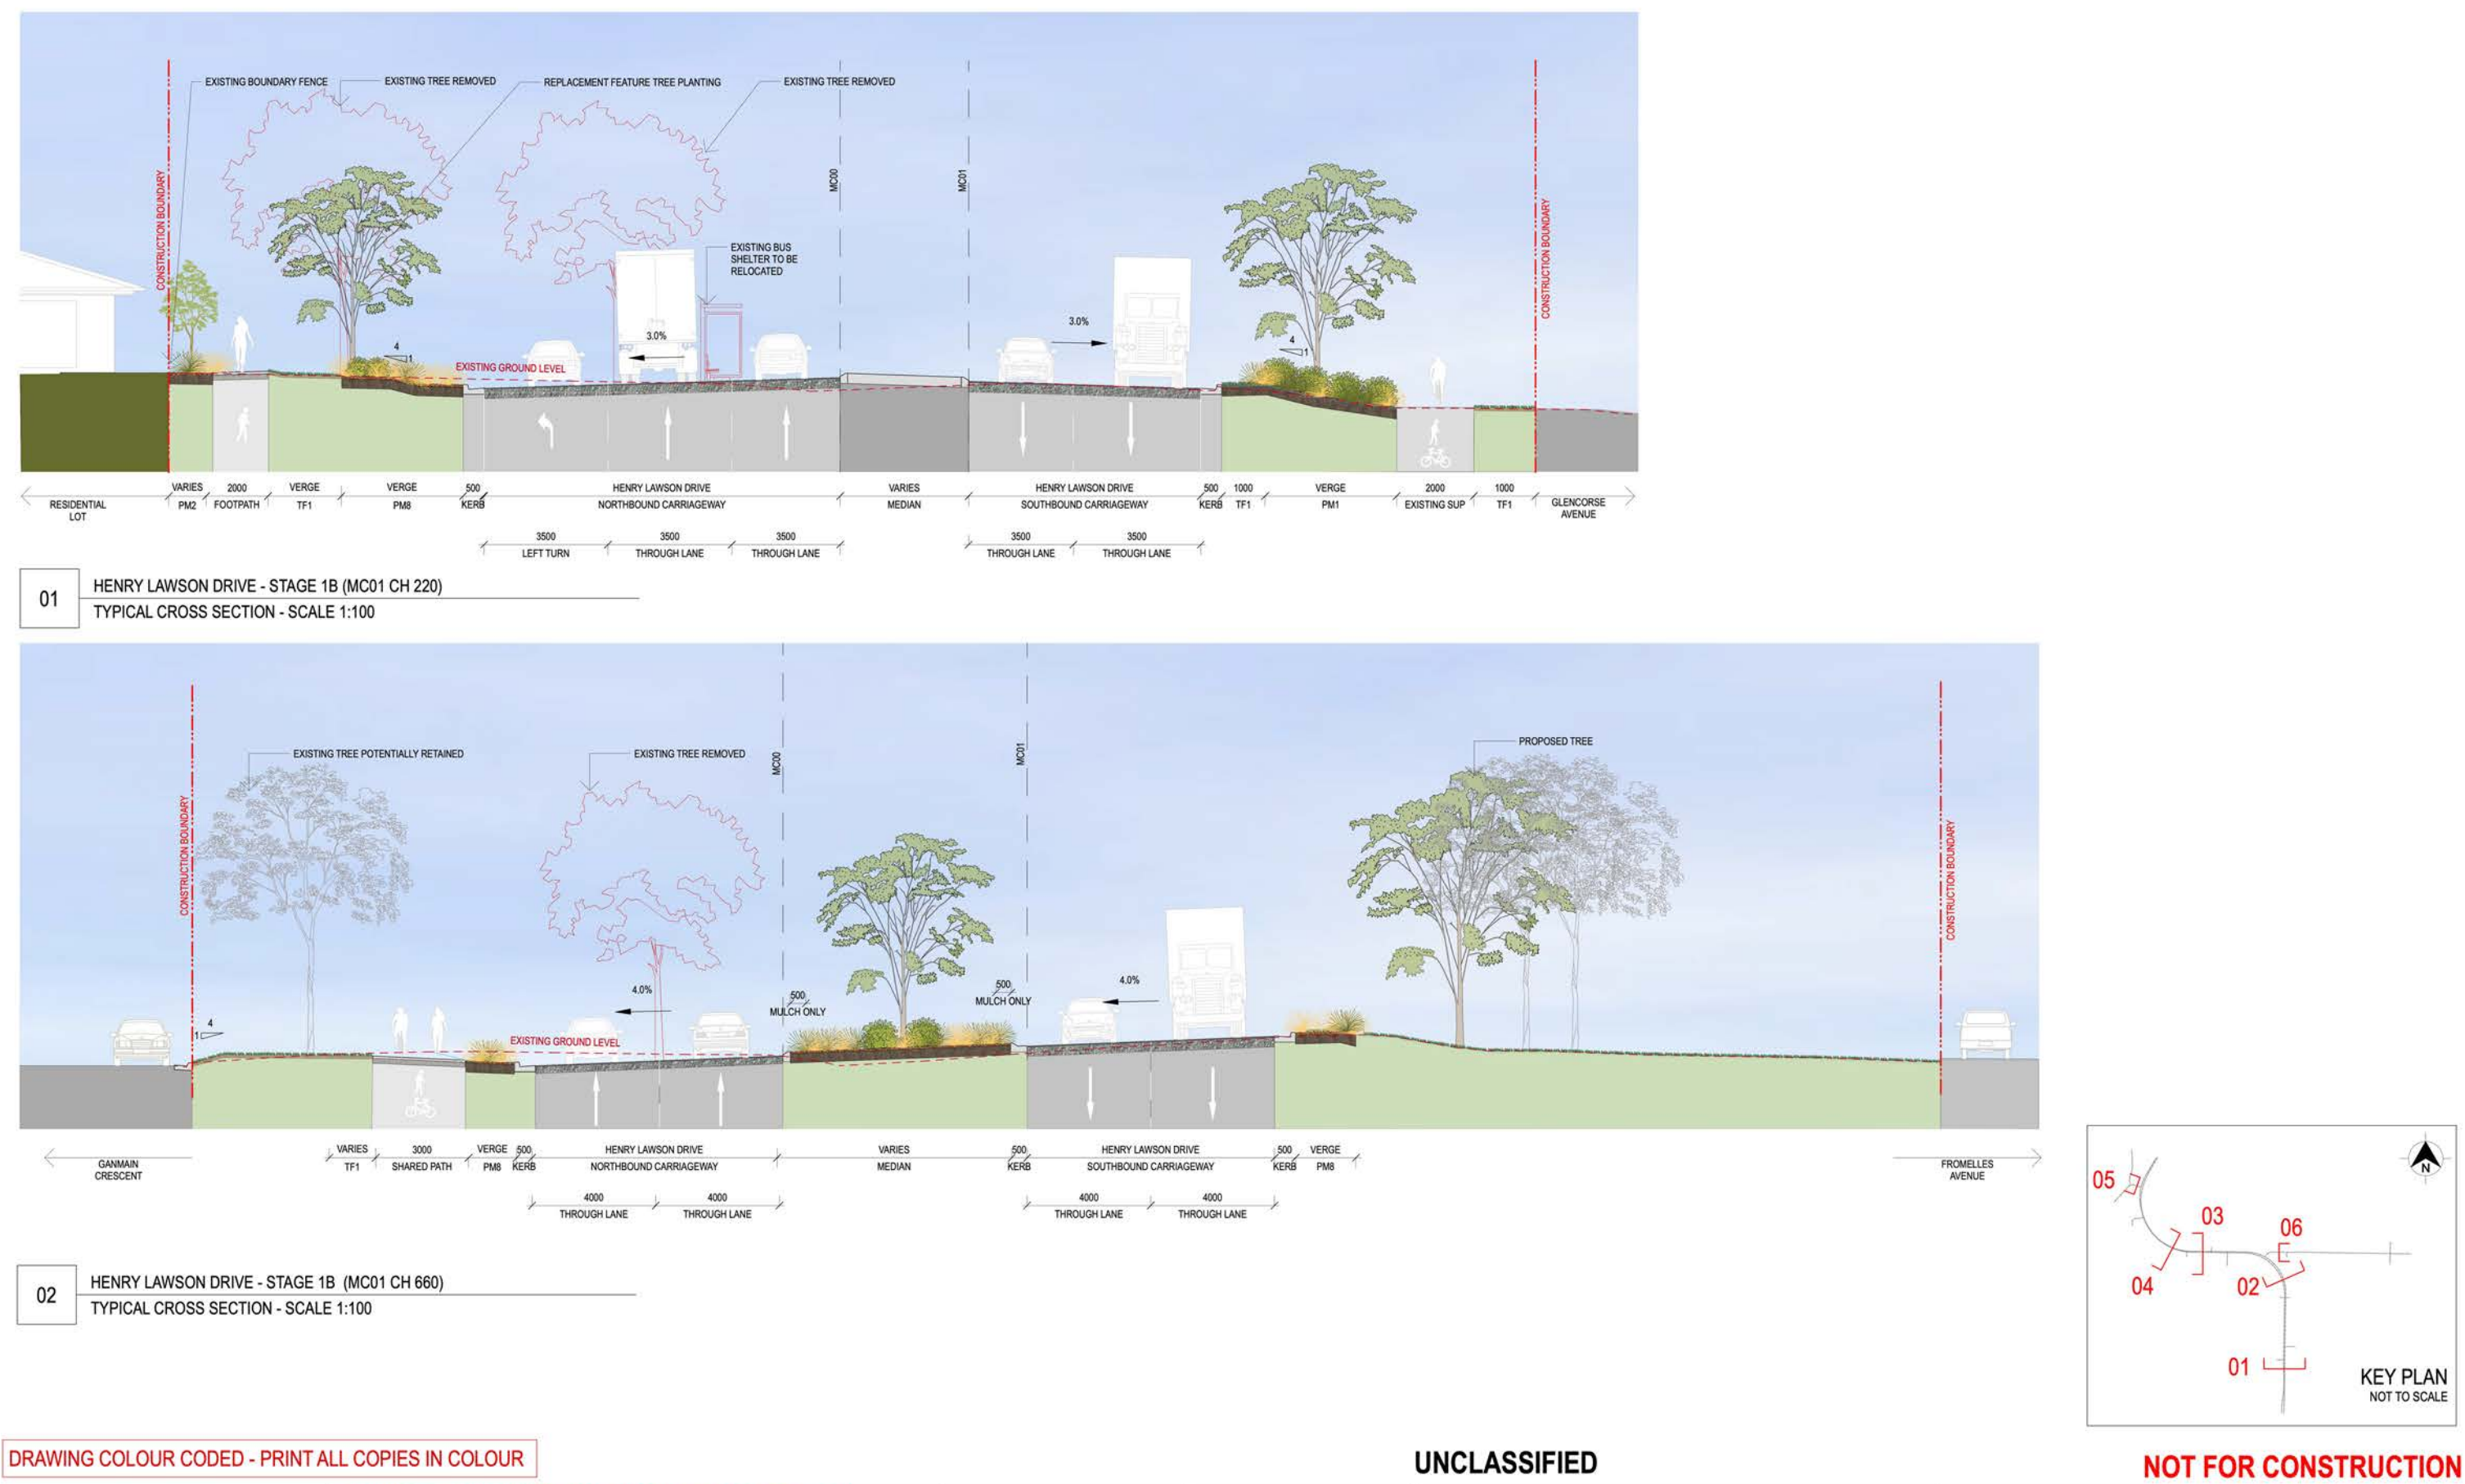 EXISTING BOUNDARY FENCE
EXISTING TREE REMOVED
REPLACEMENT FEATURE TREE PLANTING
EXISTING TREE REMOVED
CONSTRUCTION BOUNDARY
MC00
MC01
CONSTRUCTION BOUNDARY
EXISTING BUS
SHELTER TO BE
RELOCATED
3.0%
3.0%
4
1
4
1
EXISTING GROUND LEVEL
RESIDENTIAL
LOT
VARIES
PM2
2000
FOOTPATH
VERGE
TF1
VERGE
PM8
500
KERB
HENRY LAWSON DRIVE
NORTHBOUND CARRIAGEWAY
VARIES
MEDIAN
HENRY LAWSON DRIVE
SOUTHBOUND CARRIAGEWAY
500
KERB
1000
TF1
VERGE
PM1
2000
EXISTING SUP
1000
TF1
GLENCORSE
AVENUE
3500
LEFT TURN
3500
THROUGH LANE
3500
THROUGH LANE
3500
THROUGH LANE
3500
THROUGH LANE
01
HENRY LAWSON DRIVE - STAGE 1B (MC01 CH 220)
TYPICAL CROSS SECTION - SCALE 1:100
EXISTING TREE POTENTIALLY RETAINED
EXISTING TREE REMOVED
MC00
MC01
PROPOSED TREE
CONSTRUCTION BOUNDARY
CONSTRUCTION BOUNDARY
4.0%
500
MULCH ONLY
500
MULCH ONLY
4.0%
4
1
EXISTING GROUND LEVEL
GANMAIN
CRESCENT
VARIES
TF1
3000
SHARED PATH
VERGE
PM8
500
KERB
HENRY LAWSON DRIVE
NORTHBOUND CARRIAGEWAY
VARIES
MEDIAN
500
KERB
HENRY LAWSON DRIVE
SOUTHBOUND CARRIAGEWAY
500
KERB
VERGE
PM8
FROMELLES
AVENUE
4000
THROUGH LANE
4000
THROUGH LANE
4000
THROUGH LANE
4000
THROUGH LANE
02
HENRY LAWSON DRIVE - STAGE 1B (MC01 CH 660)
TYPICAL CROSS SECTION - SCALE 1:100
N
05
03
06
04
02
01
KEY PLAN
NOT TO SCALE
DRAWING COLOUR CODED - PRINT ALL COPIES IN COLOUR
UNCLASSIFIED
NOT FOR CONSTRUCTION